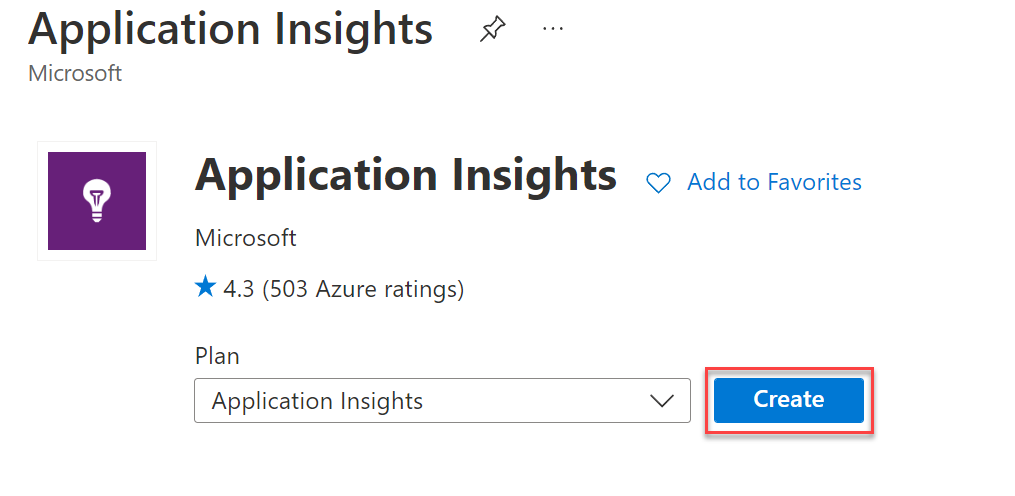 Application Insights
Microsoft
Application Insights
Add to Favorites
Microsoft
4.3 (503 Azure ratings)
Plan
Application Insights
Create